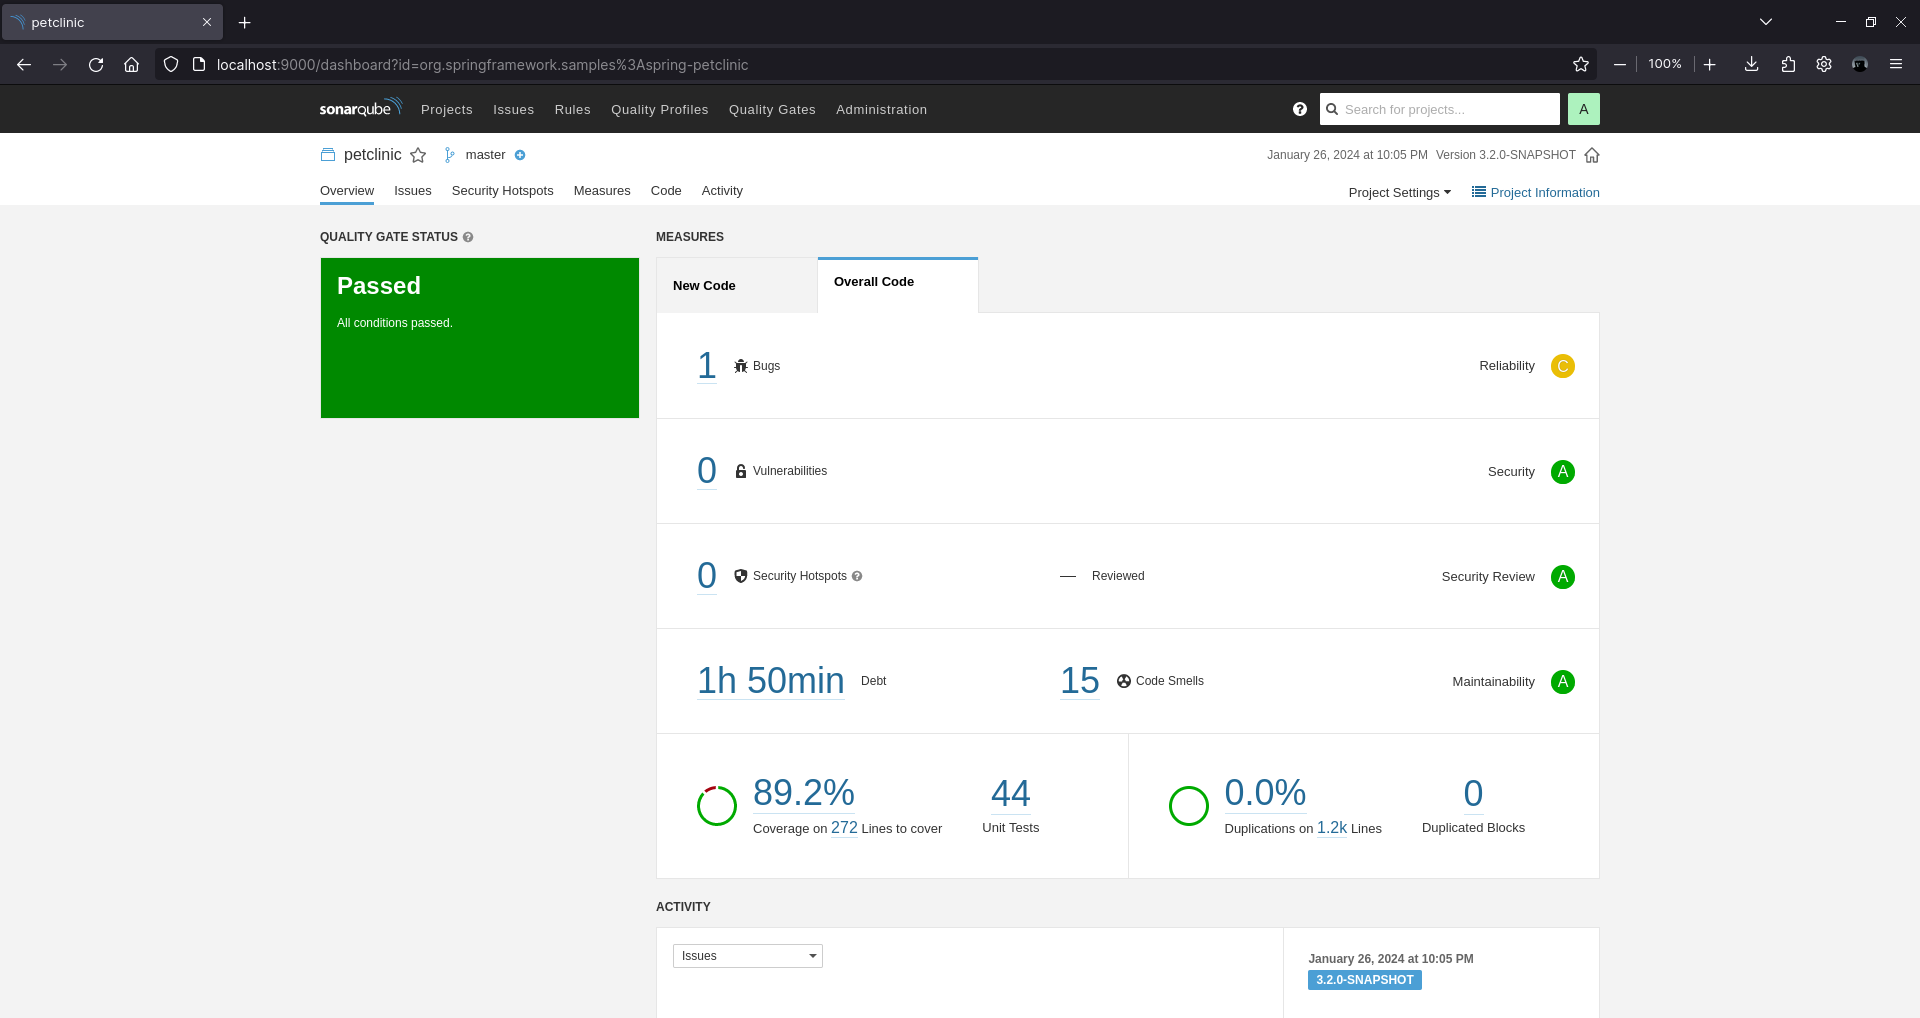 petclinic
localhost:9000/dashboard?id=org.springframework.samples%3Aspring-petclinic
100%
sonarqube Projects Issues Rules Quality Profiles Quality Gates Administration
Search for projects...
A
petclinic master
January 26, 2024 at 10:05 PM Version 3.2.0-SNAPSHOT
Overview Issues Security Hotspots Measures Code Activity
Project Settings Project Information
QUALITY GATE STATUS
Passed
All conditions passed.
MEASURES
New Code
Overall Code
1 Bugs
Reliability C
0 Vulnerabilities
Security A
0 Security Hotspots
— Reviewed
Security Review A
1h 50min Debt
15 Code Smells
Maintainability A
89.2%
Coverage on 272 Lines to cover
44
Unit Tests
0.0%
Duplications on 1.2k Lines
0
Duplicated Blocks
ACTIVITY
Issues
January 26, 2024 at 10:05 PM
3.2.0-SNAPSHOT